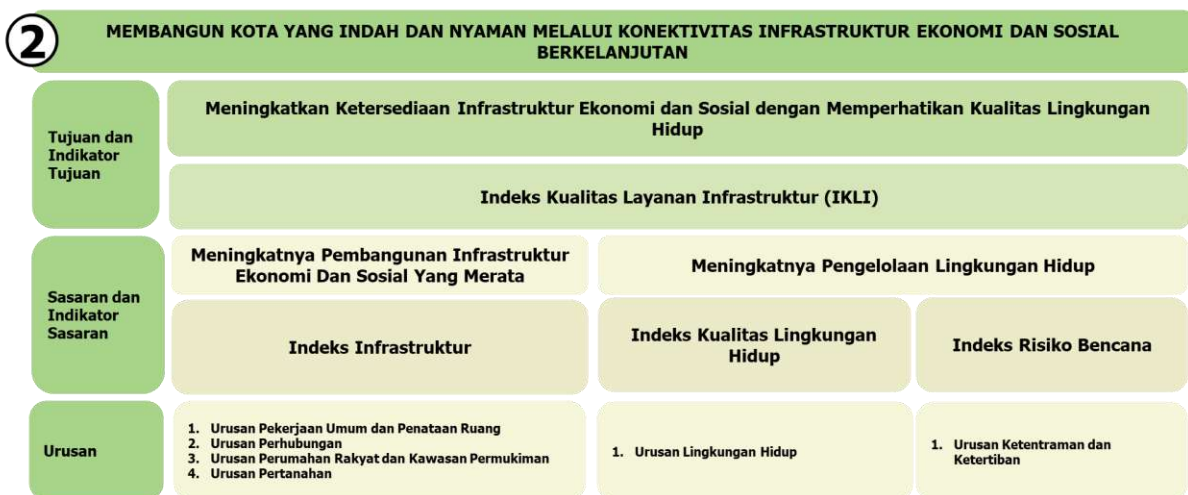 2
MEMBANGUN KOTA YANG INDAH DAN NYAMAN MELALUI KONEKTIVITAS INFRASTRUKTUR EKONOMI DAN SOSIAL
BERKELANJUTAN
Tujuan dan
Indikator
Tujuan
Meningkatkan Ketersediaan Infrastruktur Ekonomi dan Sosial dengan Memperhatikan Kualitas Lingkungan
Hidup
Indeks Kualitas Layanan Infrastruktur (IKLI)
Sasaran dan
Indikator
Sasaran
Meningkatnya Pembangunan Infrastruktur
Ekonomi Dan Sosial Yang Merata
Meningkatnya Pengelolaan Lingkungan Hidup
Indeks Infrastruktur
Indeks Kualitas Lingkungan
Hidup
Indeks Risiko Bencana
Urusan
1. Urusan Pekerjaan Umum dan Penataan Ruang
2. Urusan Perhubungan
3. Urusan Perumahan Rakyat dan Kawasan Permukiman
4. Urusan Pertanahan
1. Urusan Lingkungan Hidup
1. Urusan Ketentraman dan
Ketertiban